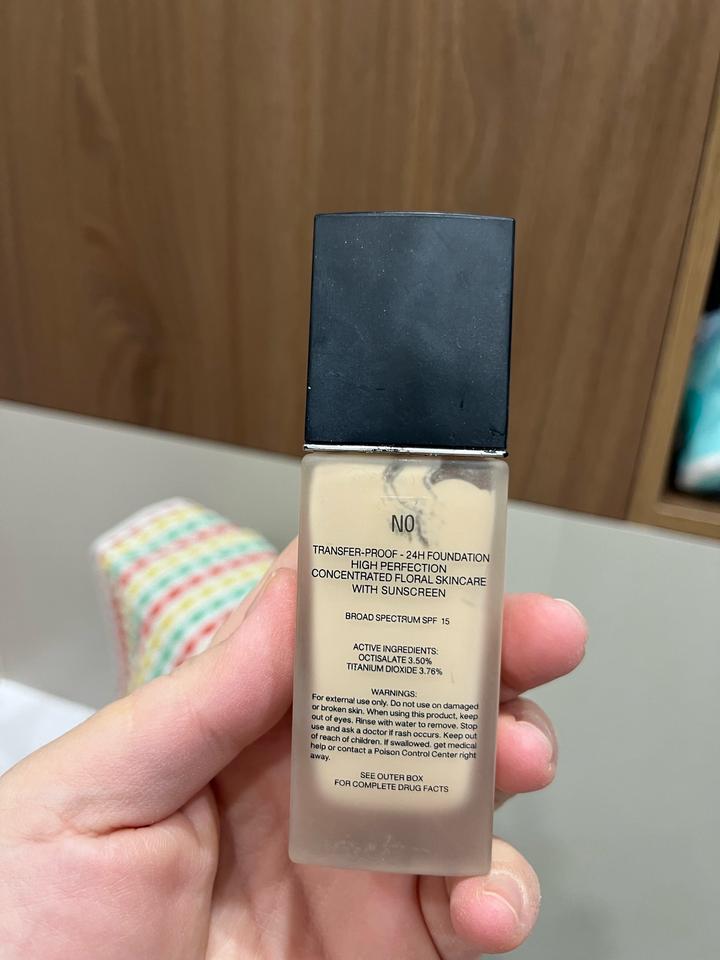 N0
TRANSFER-PROOF - 24H FOUNDATION
HIGH PERFECTION
CONCENTRATED FLORAL SKINCARE
WITH SUNSCREEN
BROAD SPECTRUM SPF 15
ACTIVE INGREDIENTS:
OCTISALATE 3.50%
TITANIUM DIOXIDE 3.76%
WARNINGS:
For external use only. Do not use on damaged
or broken skin. When using this product, keep
out of eyes. Rinse with water to remove. Stop
use and ask a doctor if rash occurs. Keep out
of reach of children. If swallowed. get medical
help or contact a Poison Control Center right
away.
SEE OUTER BOX
FOR COMPLETE DRUG FACTS